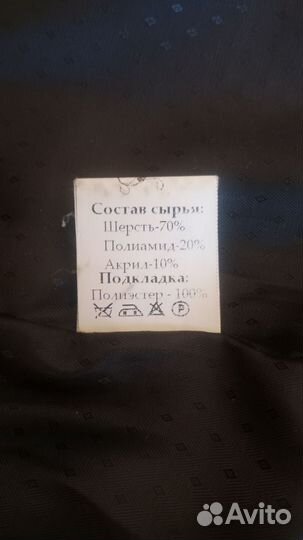 Состав сырья:
Шерсть-70%
Полиамид-20%
Акрил-10%
Подкладка:
Полиэстер - 100%
P
Avito